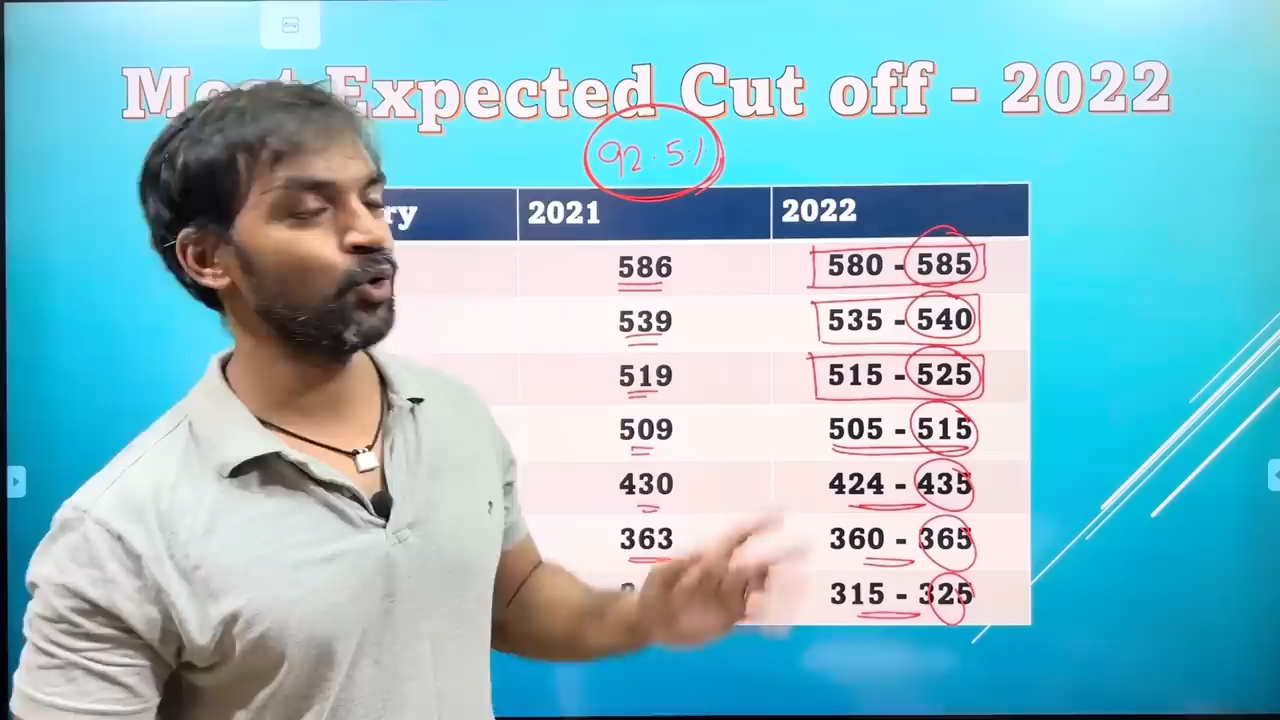 Expected Cut off - 2022
92.5%
2021 2022
586 580 - 585
539 535 - 540
519 515 - 525
509 505 - 515
430 424 - 435
363 360 - 365
315 - 325